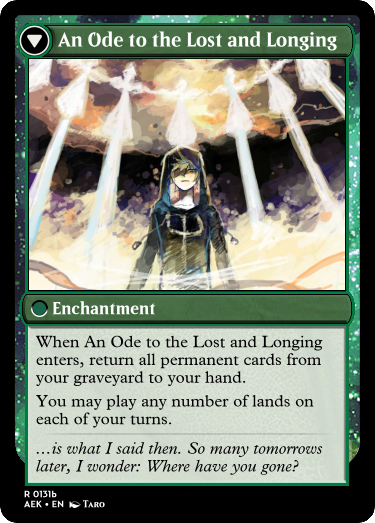 An Ode to the Lost and Longing
Enchantment
When An Ode to the Lost and Longing
enters, return all permanent cards from
your graveyard to your hand.
You may play any number of lands on
each of your turns.
…is what I said then. So many tomorrows
later, I wonder: Where have you gone?
R 0131b
AEK • EN Taro